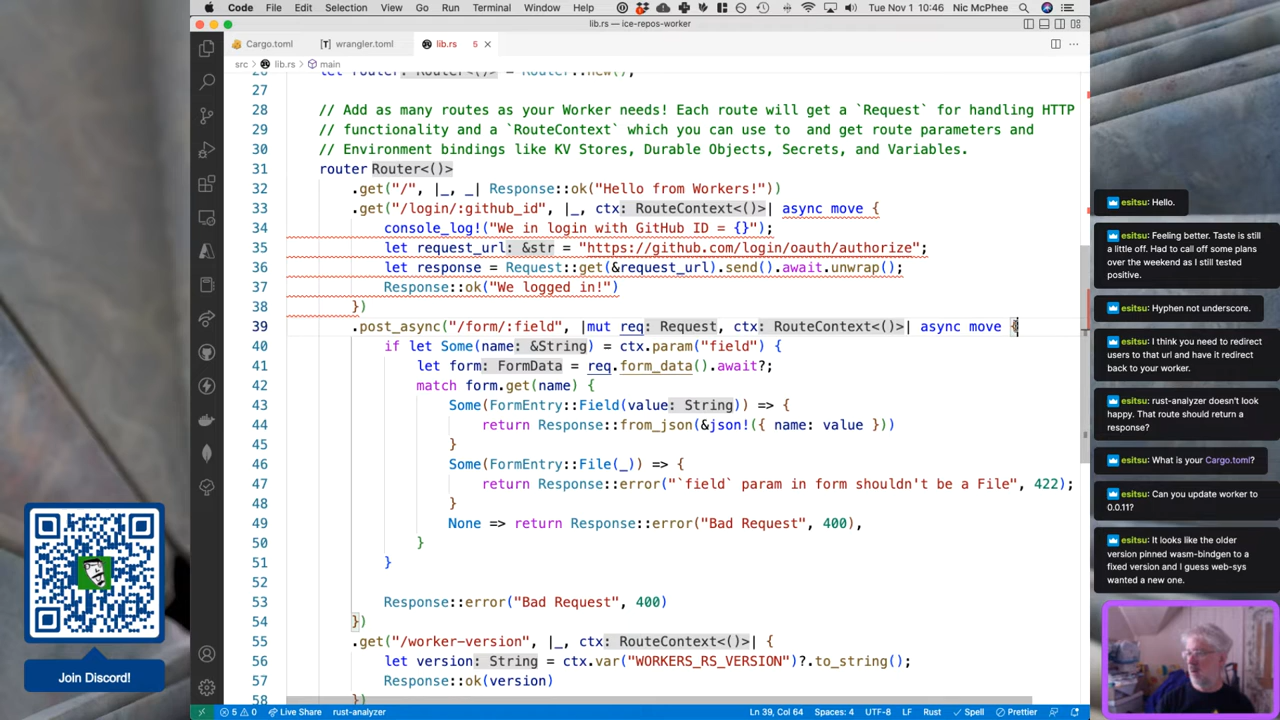 Code File Edit Selection View Go Run Terminal Window Help Tue Nov 1 10:46 Nic McPhee
lib.rs — ice-repos-worker
Cargo.toml wrangler.toml lib.rs 5
src lib.rs main
26 let router: Router<()> = Router::new();
27
28 // Add as many routes as your Worker needs! Each route will get a `Request` for handling HTTP
29 // functionality and a `RouteContext` which you can use to  and get route parameters and
30 // Environment bindings like KV Stores, Durable Objects, Secrets, and Variables.
31 router Router<()>
32 .get("/", |_, _| Response::ok("Hello from Workers!"))
33 .get("/login/:github_id", |_, ctx: RouteContext<()>| async move {
34 console_log!("We in login with GitHub ID = {}");
35 let request_url: &str = "https://github.com/login/oauth/authorize";
36 let response = Request::get(&request_url).send().await.unwrap();
37 Response::ok("We logged in!")
38 })
39 .post_async("/form/:field", |mut req: Request, ctx: RouteContext<()>| async move {
40 if let Some(name: &String) = ctx.param("field") {
41 let form: FormData = req.form_data().await?;
42 match form.get(name) {
43 Some(FormEntry::Field(value: String)) => {
44 return Response::from_json(&json!({ name: value }))
45 }
46 Some(FormEntry::File(_)) => {
47 return Response::error("`field` param in form shouldn't be a File", 422);
48 }
49 None => return Response::error("Bad Request", 400),
50 }
51 }
52
53 Response::error("Bad Request", 400)
54 })
55 .get("/worker-version", |_, ctx: RouteContext<()>| {
56 let version: String = ctx.var("WORKERS_RS_VERSION")?.to_string();
57 Response::ok(version)
58 })
5 0 Live Share rust-analyzer Ln 39, Col 64 Spaces: 4 UTF-8 LF Rust Spell Prettier
esitsu: Hello.
esitsu: Feeling better. Taste is still
a little off. Had to call off some plans
over the weekend as I still tested
positive.
esitsu: Hyphen not underscore.
esitsu: I think you need to redirect
users to that url and have it redirect
back to your worker.
esitsu: rust-analyzer doesn't look
happy. That route should return a
response?
esitsu: What is your Cargo.toml?
esitsu: Can you update worker to
0.0.11?
esitsu: It looks like the older
version pinned wasm-bindgen to a
fixed version and I guess web-sys
wanted a new one.
Join Discord!